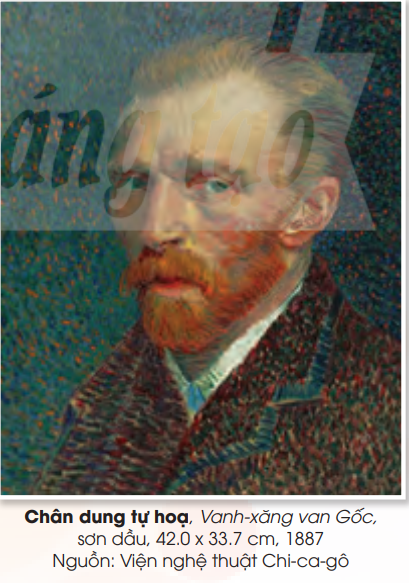 áng
Chân dung tự hoạ, Vanh-xăng van Gốc,
sơn dầu, 42.0 x 33.7 cm, 1887
Nguồn: Viện nghệ thuật Chi-ca-gô